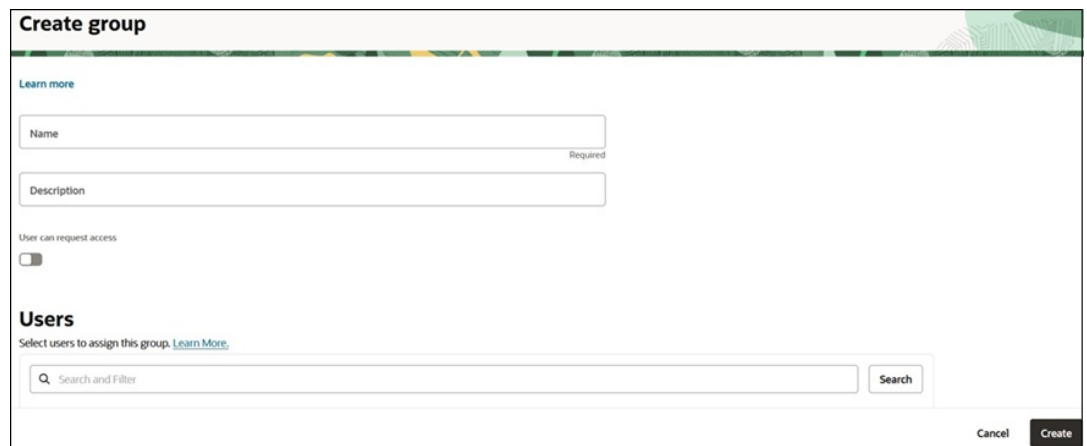 Create group
Learn more
Name
Required
Description
User can request access
Users
Select users to assign this group. Learn More.
Search and Filter
Search
Cancel
Create